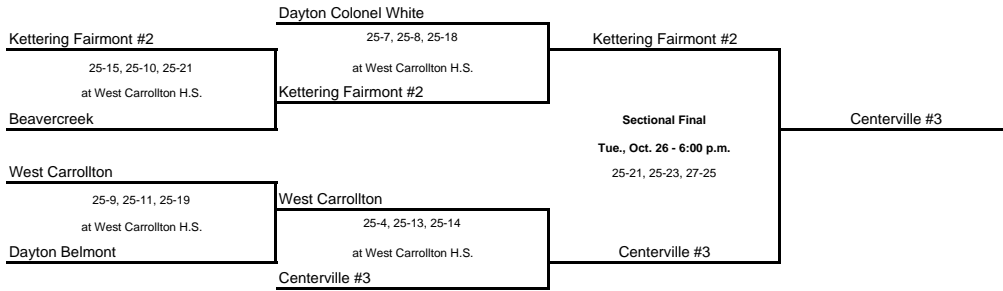 Dayton Colonel White
Kettering Fairmont #2
25-7, 25-8, 25-18
Kettering Fairmont #2
25-15, 25-10, 25-21
at West Carrollton H.S.
at West Carrollton H.S.
Kettering Fairmont #2
Beavercreek
Sectional Final
Centerville #3
Tue., Oct. 26 - 6:00 p.m.
West Carrollton
25-21, 25-23, 27-25
25-9, 25-11, 25-19
West Carrollton
at West Carrollton H.S.
25-4, 25-13, 25-14
Dayton Belmont
at West Carrollton H.S.
Centerville #3
Centerville #3